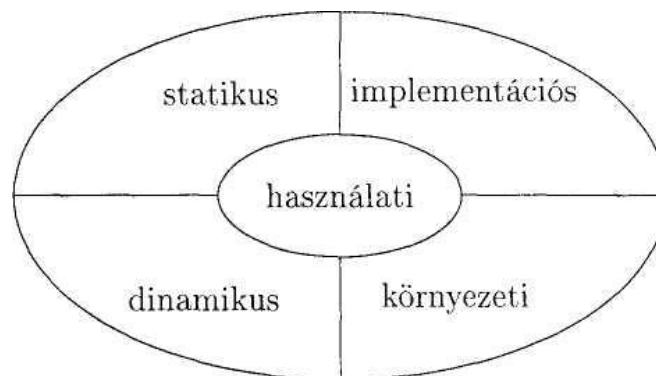 statikus
implementációs
használati
dinamikus
környezeti